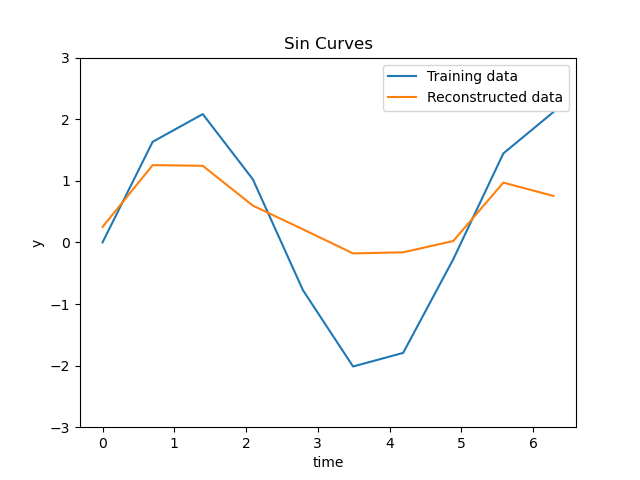 Sin Curves
Training data
Reconstructed data
3
2
1
0
−1
−2
−3
y
0 1 2 3 4 5 6
time